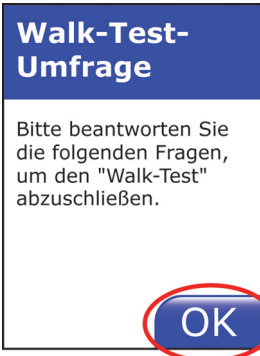 Walk-Test-
Umfrage
Bitte beantworten Sie
die folgenden Fragen,
um den "Walk-Test"
abzuschließen.
OK